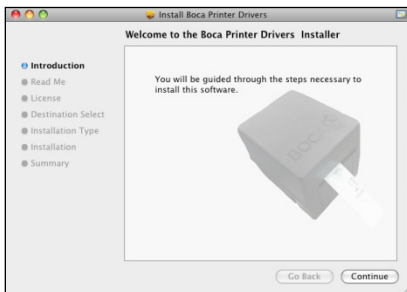 Install Boca Printer Drivers
Welcome to the Boca Printer Drivers Installer
Introduction
Read Me
License
Destination Select
Installation Type
Installation
Summary
You will be guided through the steps necessary to
install this software.
BOCA
Go Back
Continue